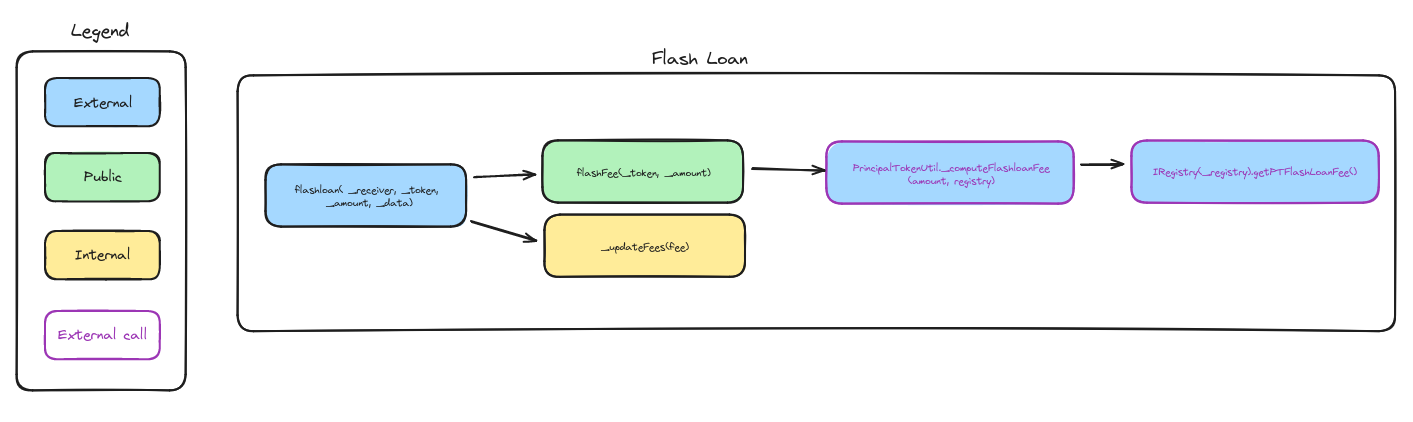 Legend
External
Public
Internal
External call
Flash Loan
flashloan( _receiver, _token,
_amount, _data)
flashFee(_token, _amount)
_updateFees(fee)
PrincipalTokenUtil._computeFlashloanFee
(amount, registry)
IRegistry(_registry).getPTFlashLoanFee()